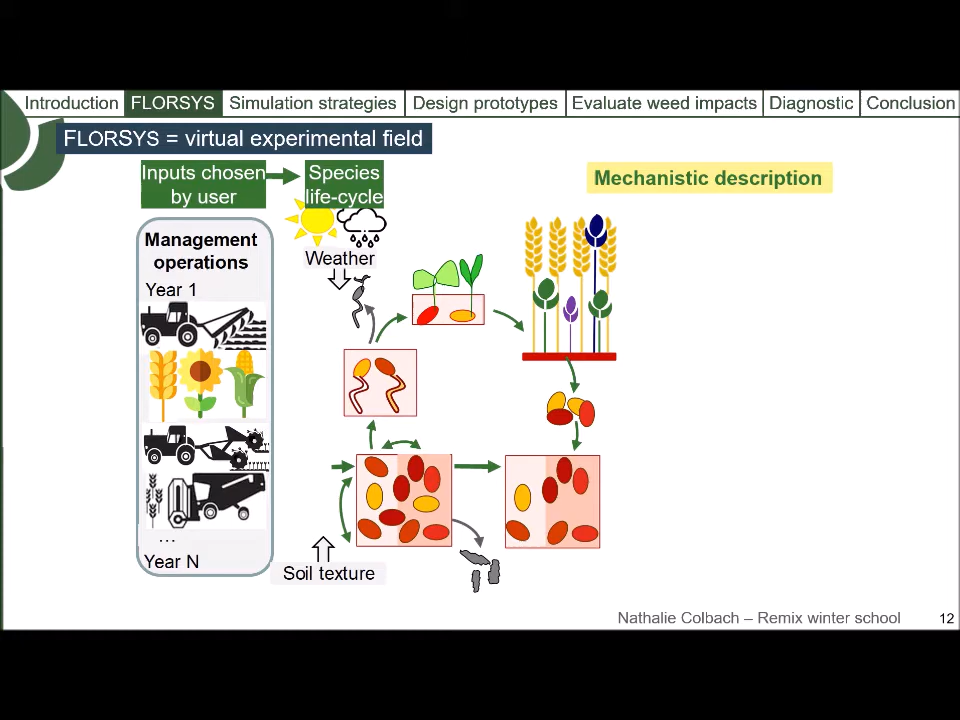 Introduction FLORSYS Simulation strategies Design prototypes Evaluate weed impacts Diagnostic Conclusion
FLORSYS = virtual experimental field
Inputs chosen
by user
Species
life-cycle
Mechanistic description
Management
operations
Year 1
Weather
...
Year N
Soil texture
Nathalie Colbach – Remix winter school
12